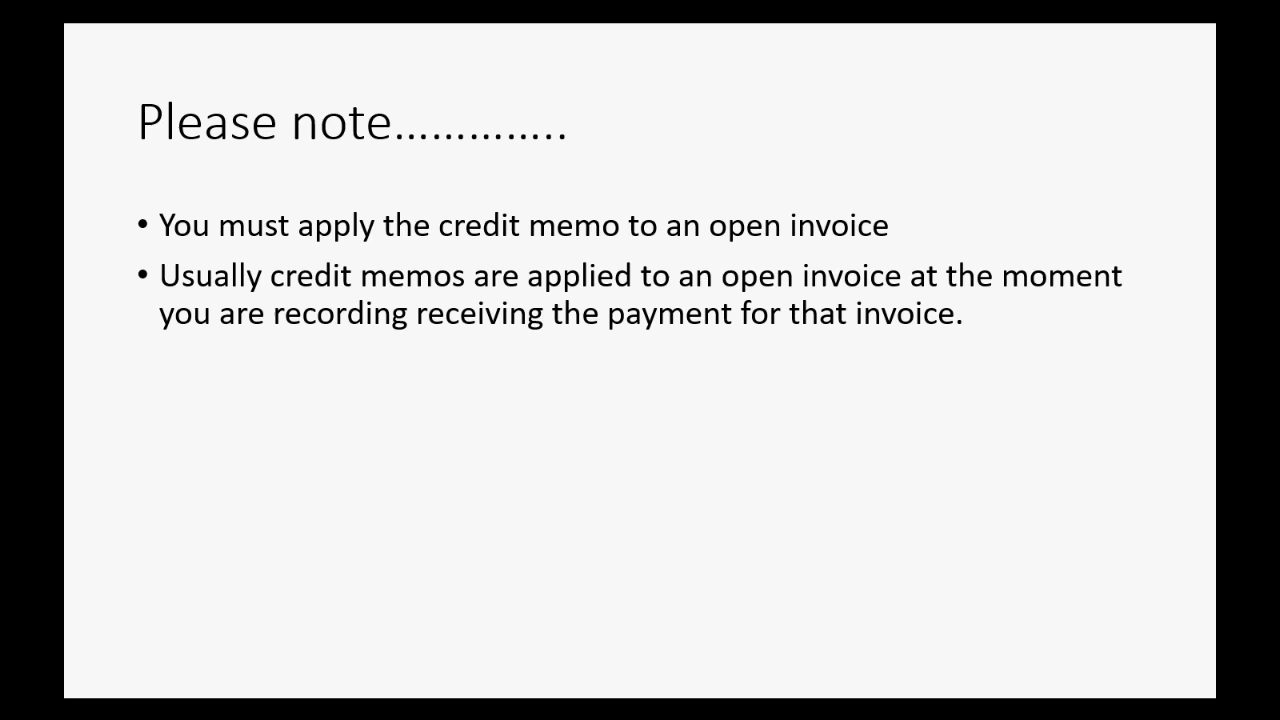 Please note…………..
• You must apply the credit memo to an open invoice
• Usually credit memos are applied to an open invoice at the moment
you are recording receiving the payment for that invoice.